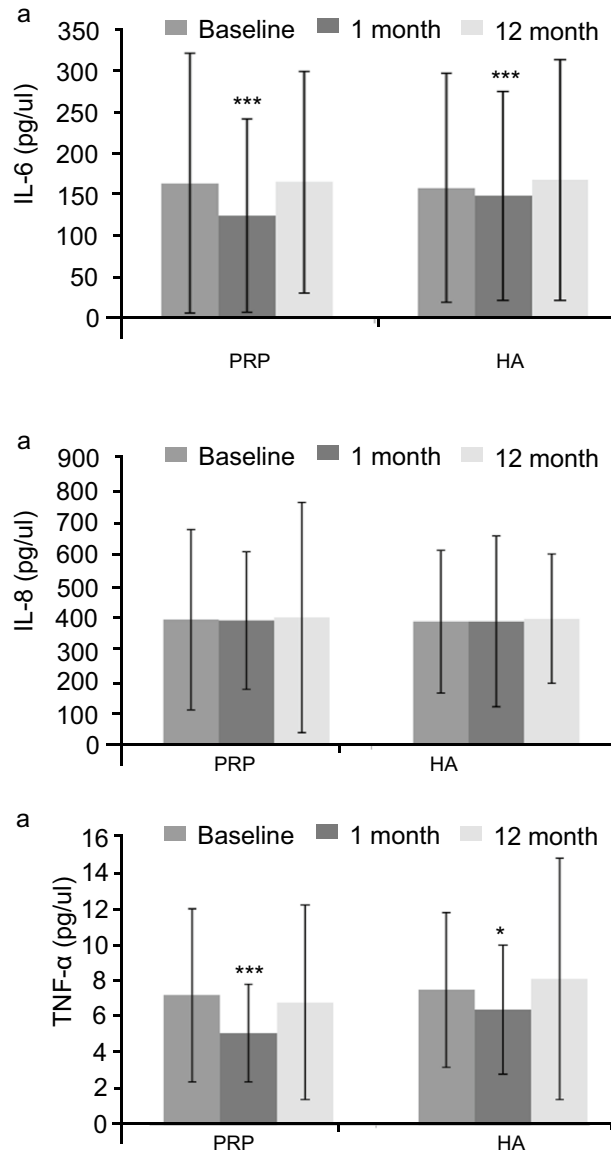 a
350
Baseline 1 month 12 month
300
250
200
150
100
50
0
IL-6 (pg/ul)
***
***
PRP HA
a
900
Baseline 1 month 12 month
800
700
600
500
400
300
200
100
0
IL-8 (pg/ul)
PRP HA
a
16
Baseline 1 month 12 month
14
12
10
8
6
4
2
0
TNF-α (pg/ul)
***
*
PRP HA